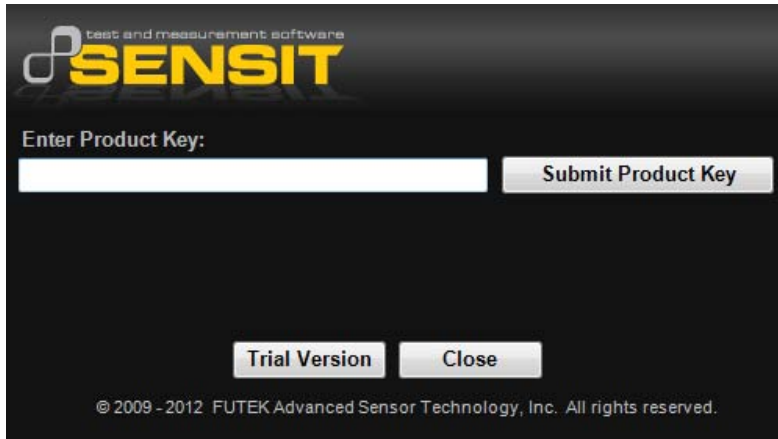 test and measurement software
SENSIT
Enter Product Key:
Submit Product Key
Trial Version
Close
© 2009 - 2012 FUTEK Advanced Sensor Technology, Inc. All rights reserved.